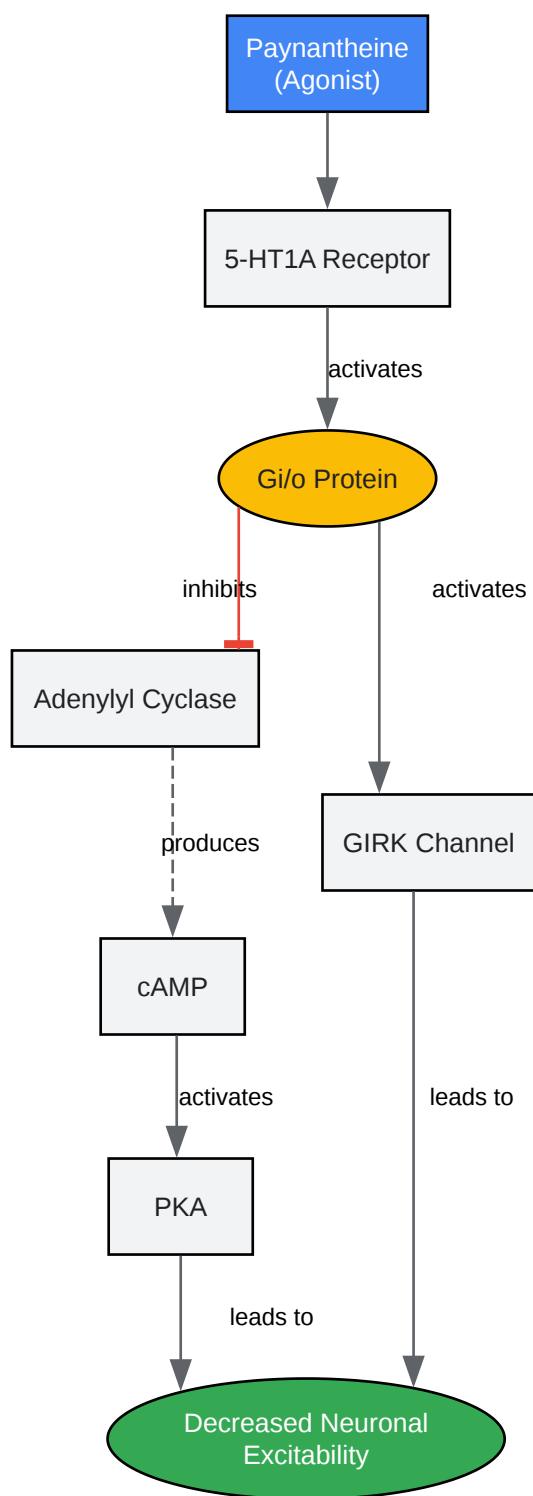 Paynantheine
(Agonist)
5-HT1A Receptor
activates
Gi/o Protein
inhibits
activates
Adenylyl Cyclase
produces
GIRK Channel
cAMP
activates
leads to
PKA
leads to
Decreased Neuronal
Excitability